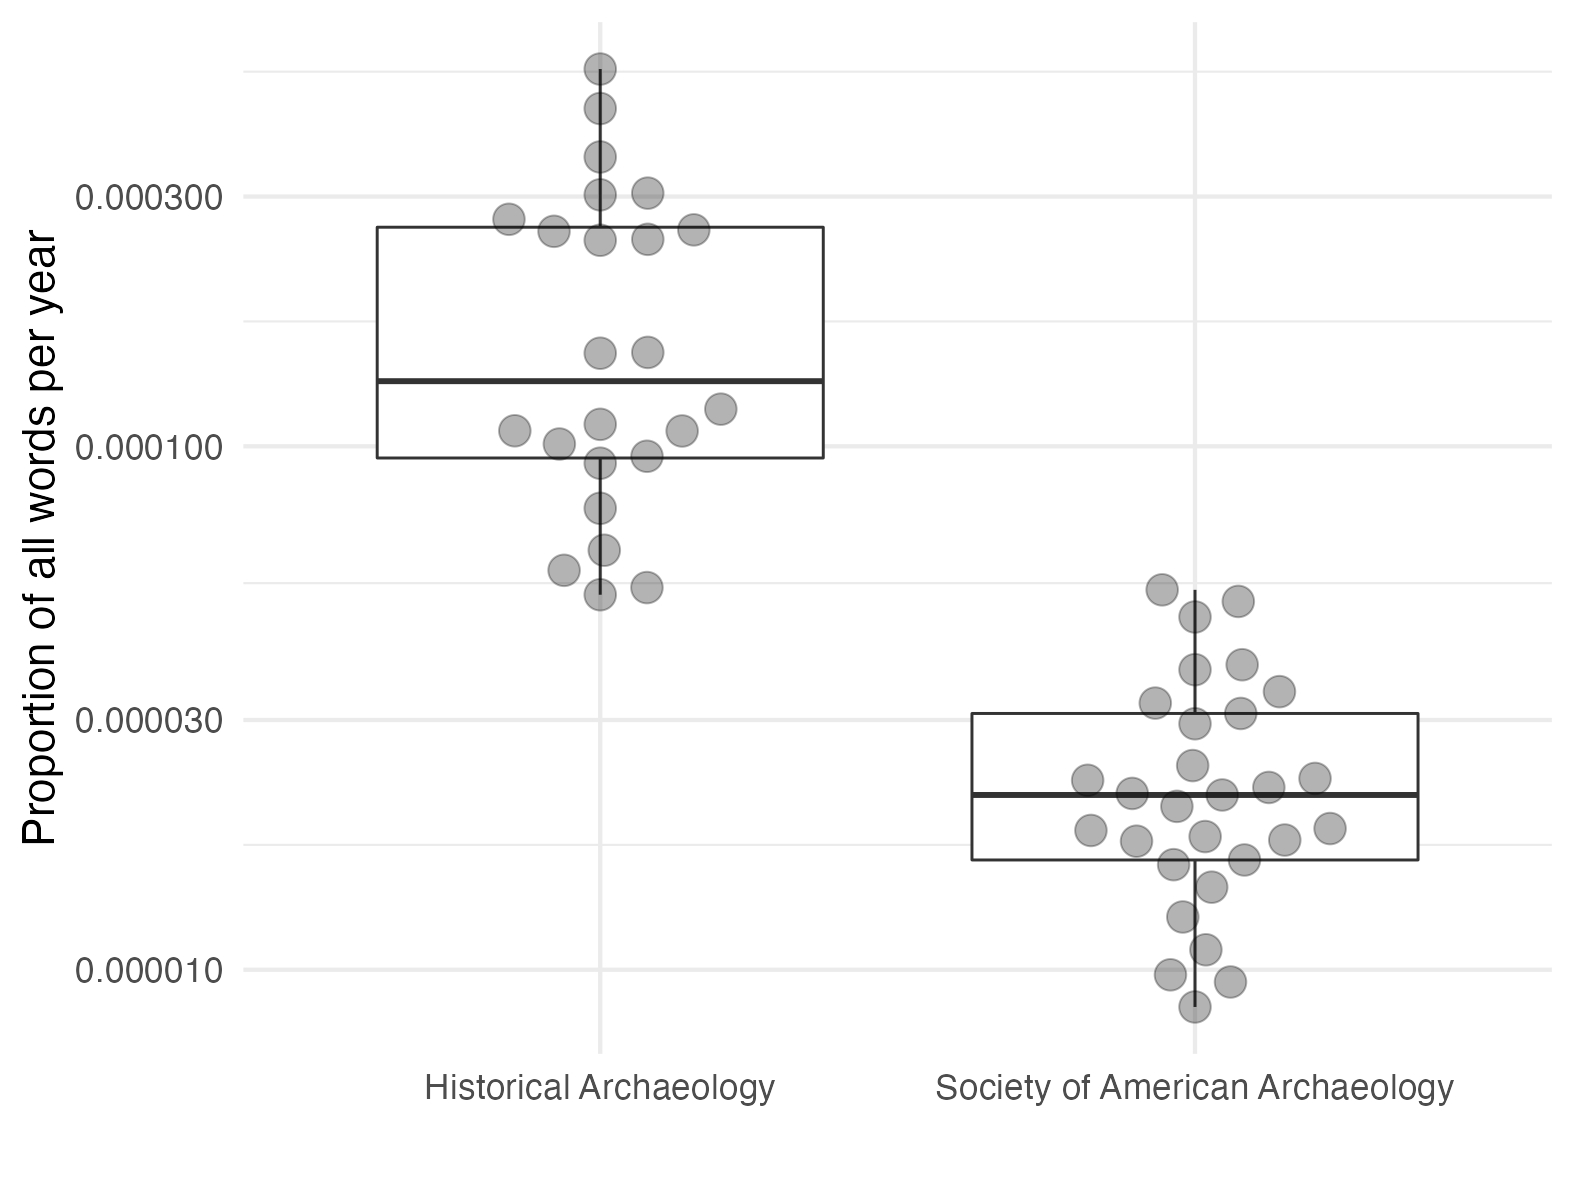 Proportion of all words per year
0.000300
0.000100
0.000030
0.000010
Historical Archaeology
Society of American Archaeology